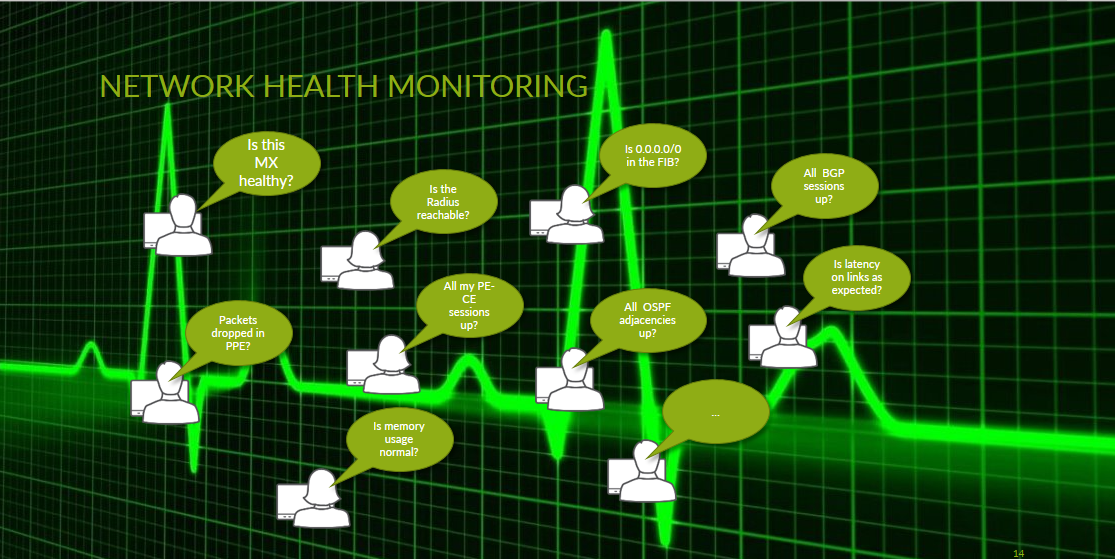 NETWORK HEALTH MONITORING
Is this
MX
healthy?
Is the
Radius
reachable?
Is 0.0.0.0/0
in the FIB?
All BGP
sessions
up?
Packets
dropped in
PPE?
All my PE-
CE
sessions
up?
All OSPF
adjacencies
up?
Is latency
on links as
expected?
Is memory
usage
normal?
...
14